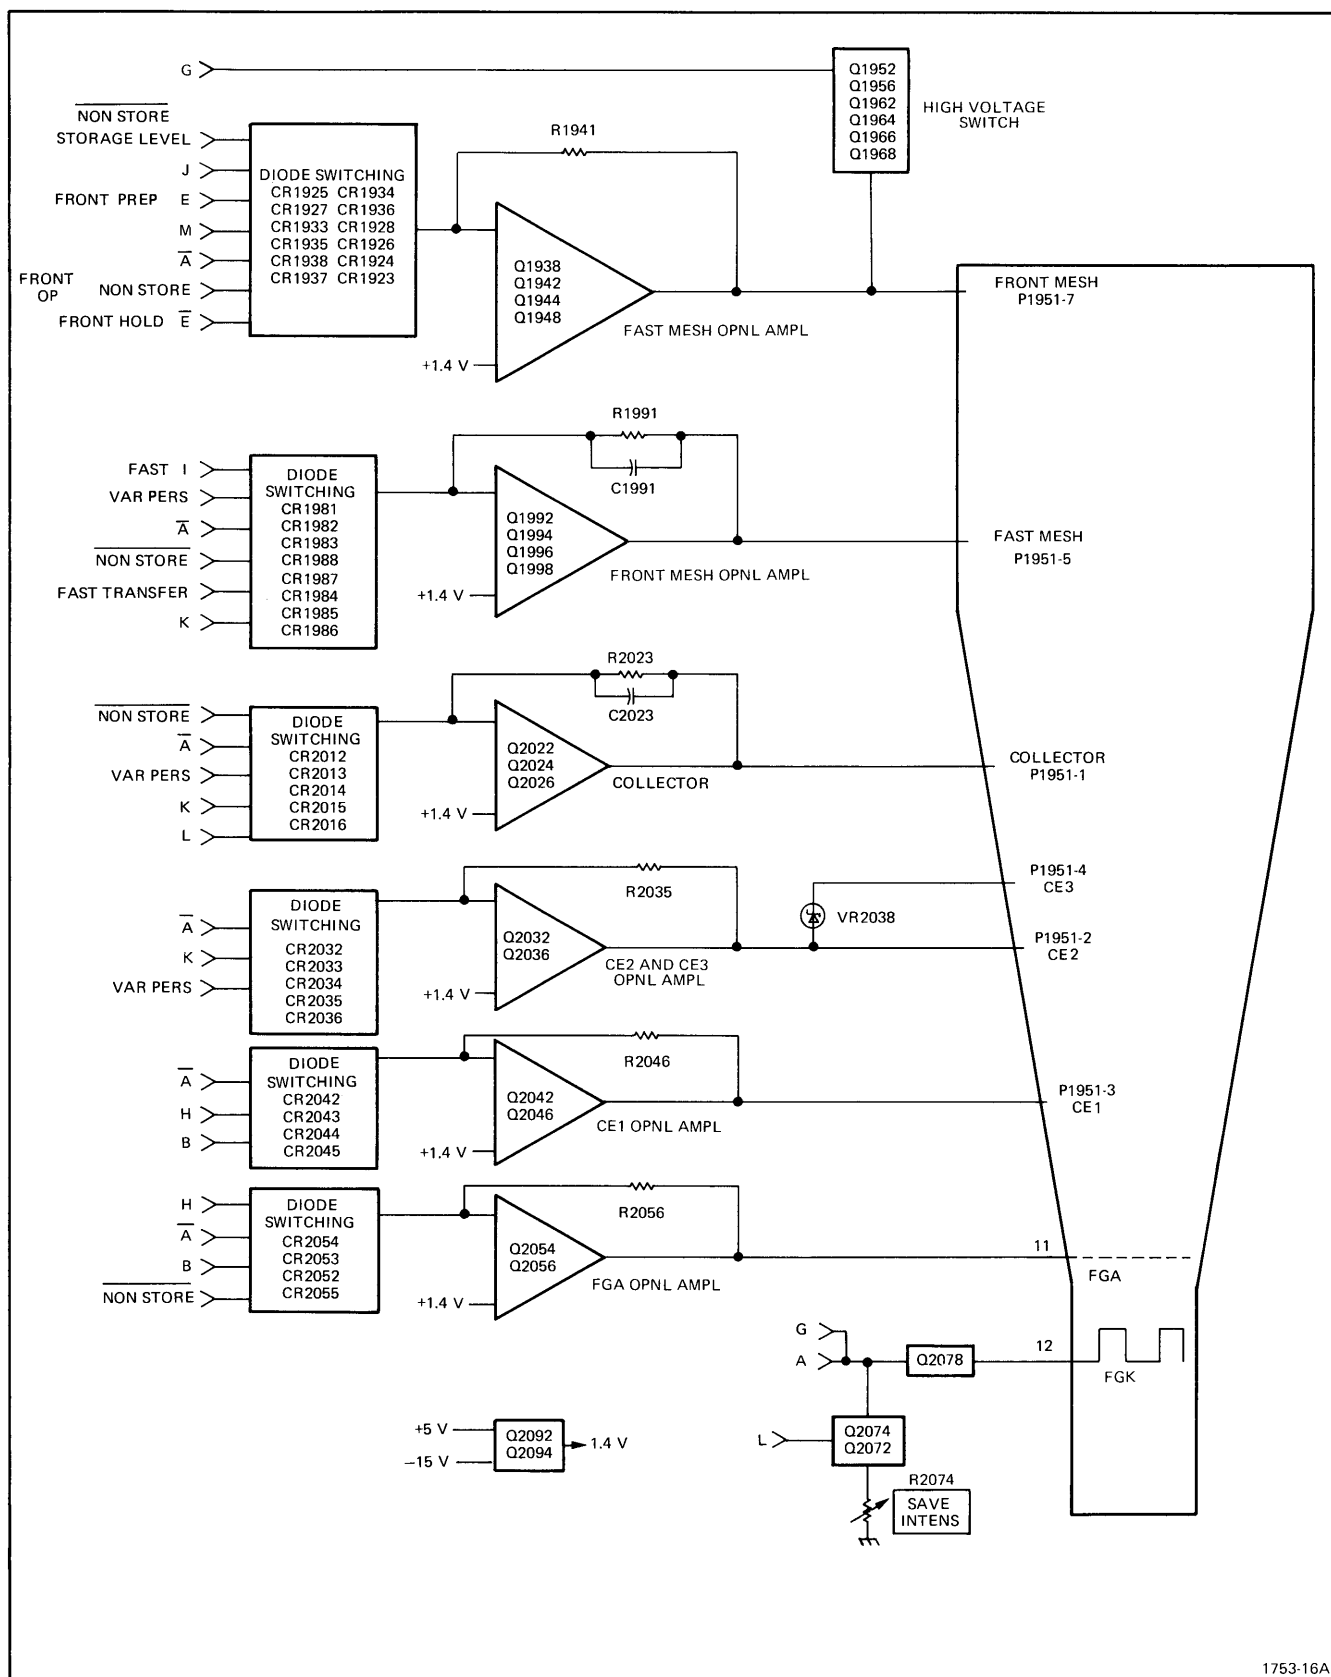 G
NON STORE
STORAGE LEVEL
J
FRONT PREP E
M
A
FRONT
OP
NON STORE
FRONT HOLD E
DIODE SWITCHING
CR1925 CR1934
CR1927 CR1936
CR1933 CR1928
CR1935 CR1926
CR1938 CR1924
CR1937 CR1923
R1941
Q1938
Q1942
Q1944
Q1948
+1.4 V
FAST MESH OPNL AMPL
Q1952
Q1956
Q1962
Q1964
Q1966
Q1968
HIGH VOLTAGE
SWITCH
FRONT MESH
P1951-7
FAST I
VAR PERS
A
NON STORE
FAST TRANSFER
K
DIODE
SWITCHING
CR1981
CR1982
CR1983
CR1988
CR1987
CR1984
CR1985
CR1986
R1991
C1991
Q1992
Q1994
Q1996
Q1998
+1.4 V
FRONT MESH OPNL AMPL
FAST MESH
P1951-5
NON STORE
A
VAR PERS
K
L
DIODE
SWITCHING
CR2012
CR2013
CR2014
CR2015
CR2016
R2023
C2023
Q2022
Q2024
Q2026
+1.4 V
COLLECTOR
COLLECTOR
P1951-1
A
K
VAR PERS
DIODE
SWITCHING
CR2032
CR2033
CR2034
CR2035
CR2036
R2035
Q2032
Q2036
+1.4 V
CE2 AND CE3
OPNL AMPL
VR2038
P1951-4
CE3
P1951-2
CE2
A
H
B
DIODE
SWITCHING
CR2042
CR2043
CR2044
CR2045
R2046
Q2042
Q2046
+1.4 V
CE1 OPNL AMPL
P1951-3
CE1
H
A
B
NON STORE
DIODE
SWITCHING
CR2054
CR2053
CR2052
CR2055
R2056
Q2054
Q2056
+1.4 V
FGA OPNL AMPL
11
FGA
G
A
Q2078
12
FGK
+5 V
-15 V
Q2092
Q2094
1.4 V
L
Q2074
Q2072
R2074
SAVE
INTENS
1753-16A